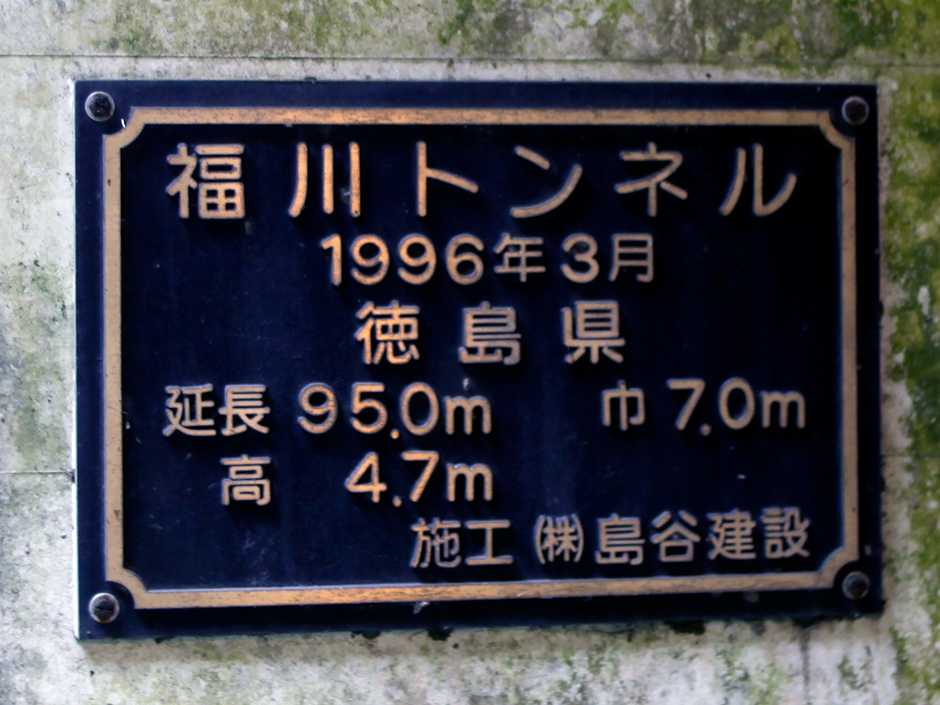 福川トンネル
1996年3月
徳島県
延長 95.0m 巾 7.0m
高 4.7m
施工 ㈱島谷建設